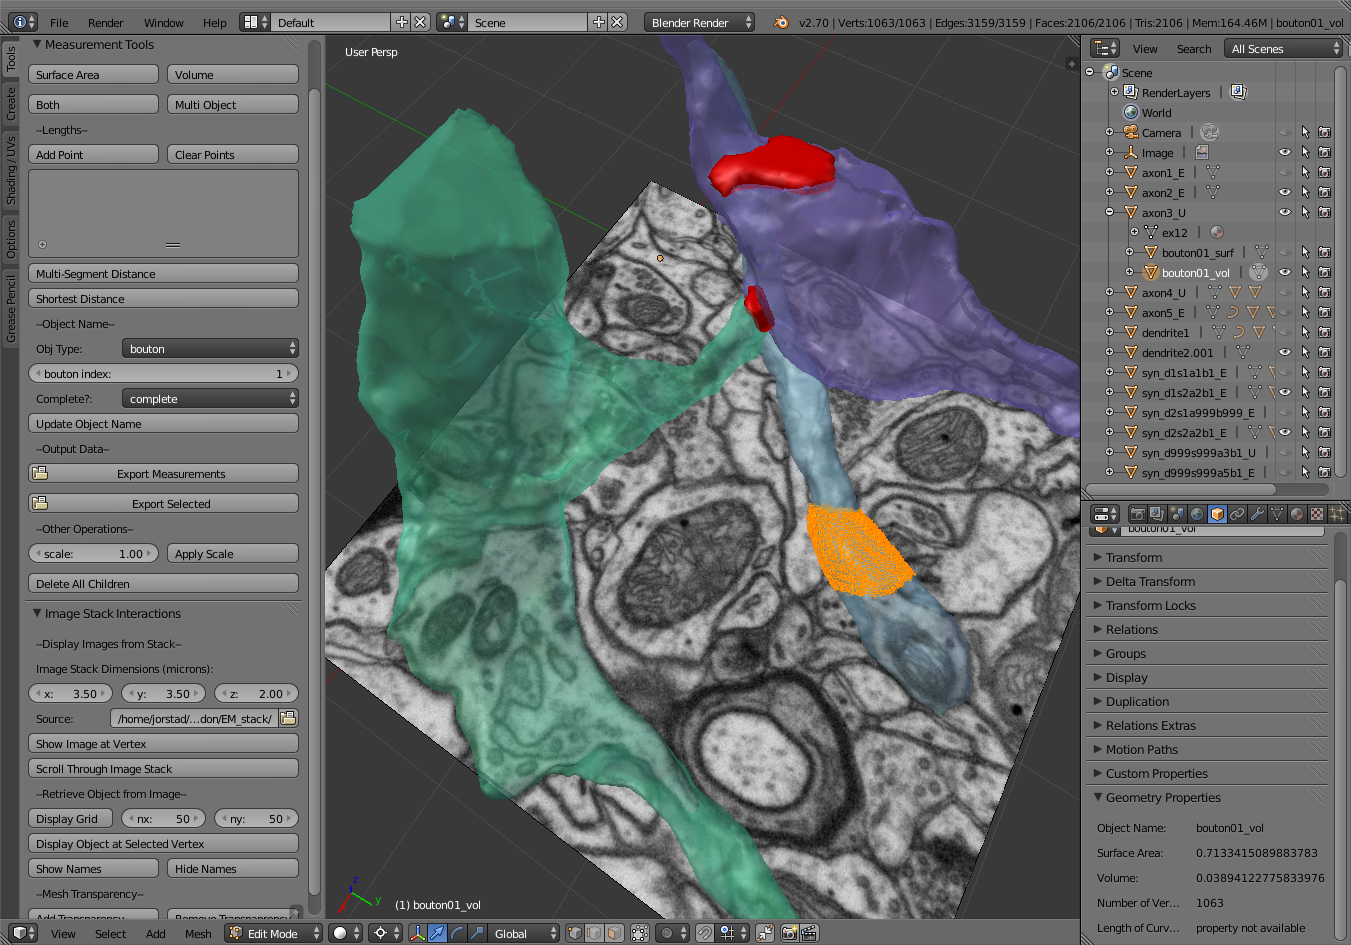 File Render Window Help Default Scene Blender Render v2.70 | Verts:1063/1063 | Edges:3159/3159 | Faces:2106/2106 | Tris:2106 | Mem:164.46M | bouton01_vol
Tools
Create
Shading / UVs
Options
Grease Pencil
Measurement Tools
Surface Area Volume
Both Multi Object
--Lengths--
Add Point Clear Points
Multi-Segment Distance
Shortest Distance
--Object Name--
Obj Type: bouton
bouton index: 1
Complete?: complete
Update Object Name
--Output Data--
Export Measurements
Export Selected
--Other Operations--
scale: 1.00 Apply Scale
Delete All Children
Image Stack Interactions
--Display Images from Stack--
Image Stack Dimensions (microns):
x: 3.50 y: 3.50 z: 2.00
Source: /home/jorstad/...don/EM_stack/
Show Image at Vertex
Scroll Through Image Stack
--Retrieve Object from Image--
Display Grid nx: 50 ny: 50
Display Object at Selected Vertex
Show Names Hide Names
--Mesh Transparency--
Add Transparency Remove Transparency
User Persp
z
y
(1) bouton01_vol
View Select Add Mesh Edit Mode Global
View Search All Scenes
Scene
RenderLayers |
World
Camera |
Image |
axon1_E |
axon2_E |
axon3_U
ex12 |
bouton01_surf |
bouton01_vol |
axon4_U |
axon5_E |
dendrite1 |
dendrite2.001 |
syn_d1s1a1b1_E |
syn_d1s2a2b1_E |
syn_d2s1a999b999_E |
syn_d2s2a2b1_E |
syn_d999s999a3b1_U |
syn_d999s999a5b1_E |
bouton01_vol
Transform
Delta Transform
Transform Locks
Relations
Groups
Display
Duplication
Relations Extras
Motion Paths
Custom Properties
Geometry Properties
Object Name: bouton01_vol
Surface Area: 0.7133415089883783
Volume: 0.03894122775833976
Number of Ver... 1063
Length of Curv... property not available